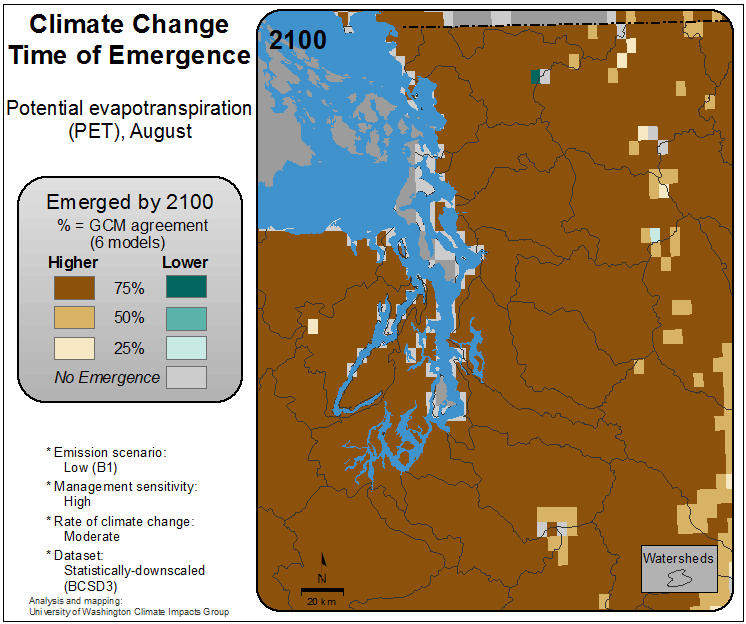 Climate Change
Time of Emergence
Potential evapotranspiration
(PET), August
Emerged by 2100
% = GCM agreement
(6 models)
Higher Lower
75%
50%
25%
No Emergence
* Emission scenario:
Low (B1)
* Management sensitivity:
High
* Rate of climate change:
Moderate
* Dataset:
Statistically-downscaled
(BCSD3)
Analysis and mapping:
University of Washington Climate Impacts Group
2100
N
20 km
Watersheds